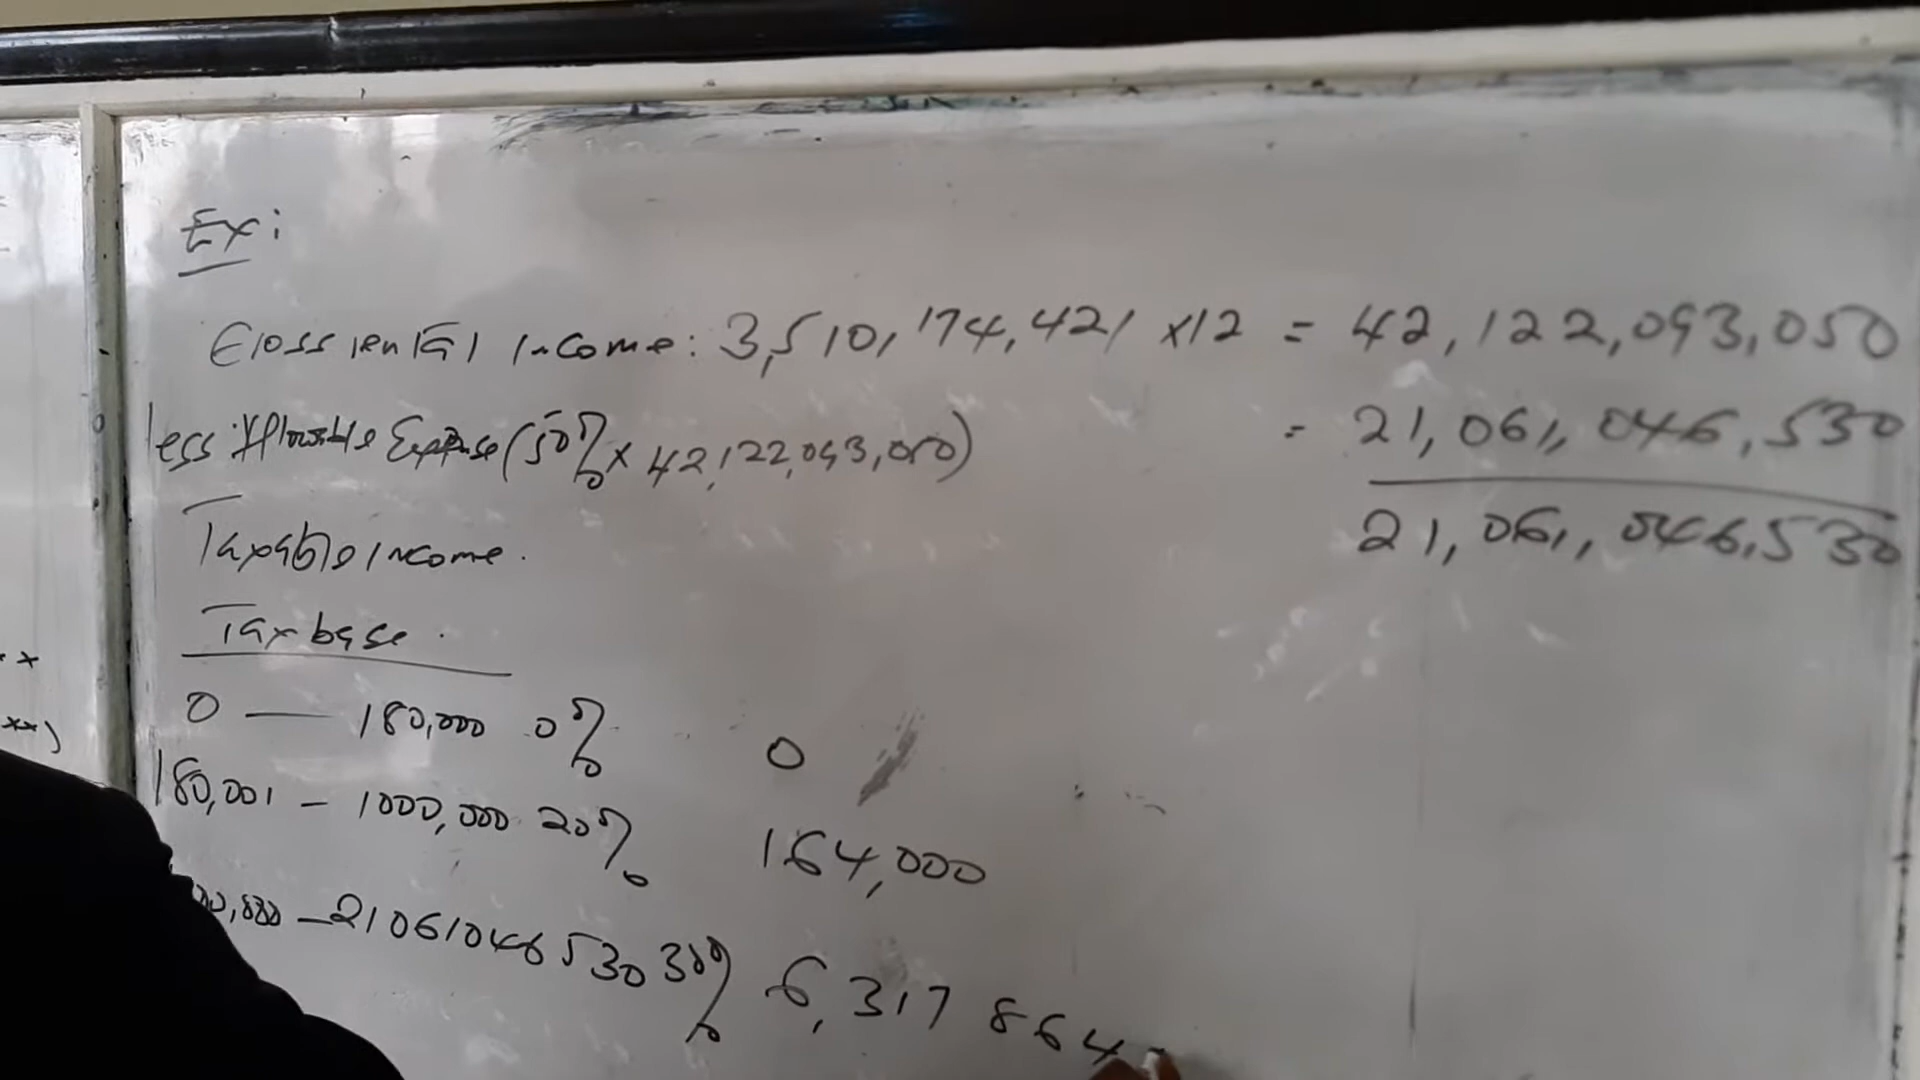 Ex:
Gross rental Income: 3,510,174,421 x12 = 42,122,093,050
less Allowable Expense (50% x 42,122,093,050) = 21,061,046,530
Taxable Income. 21,061,046,530
Tax base.
0 — 180,000 0% 0
180,001 - 1000,000 20% 164,000
- 21061046530 30% 6,317 864